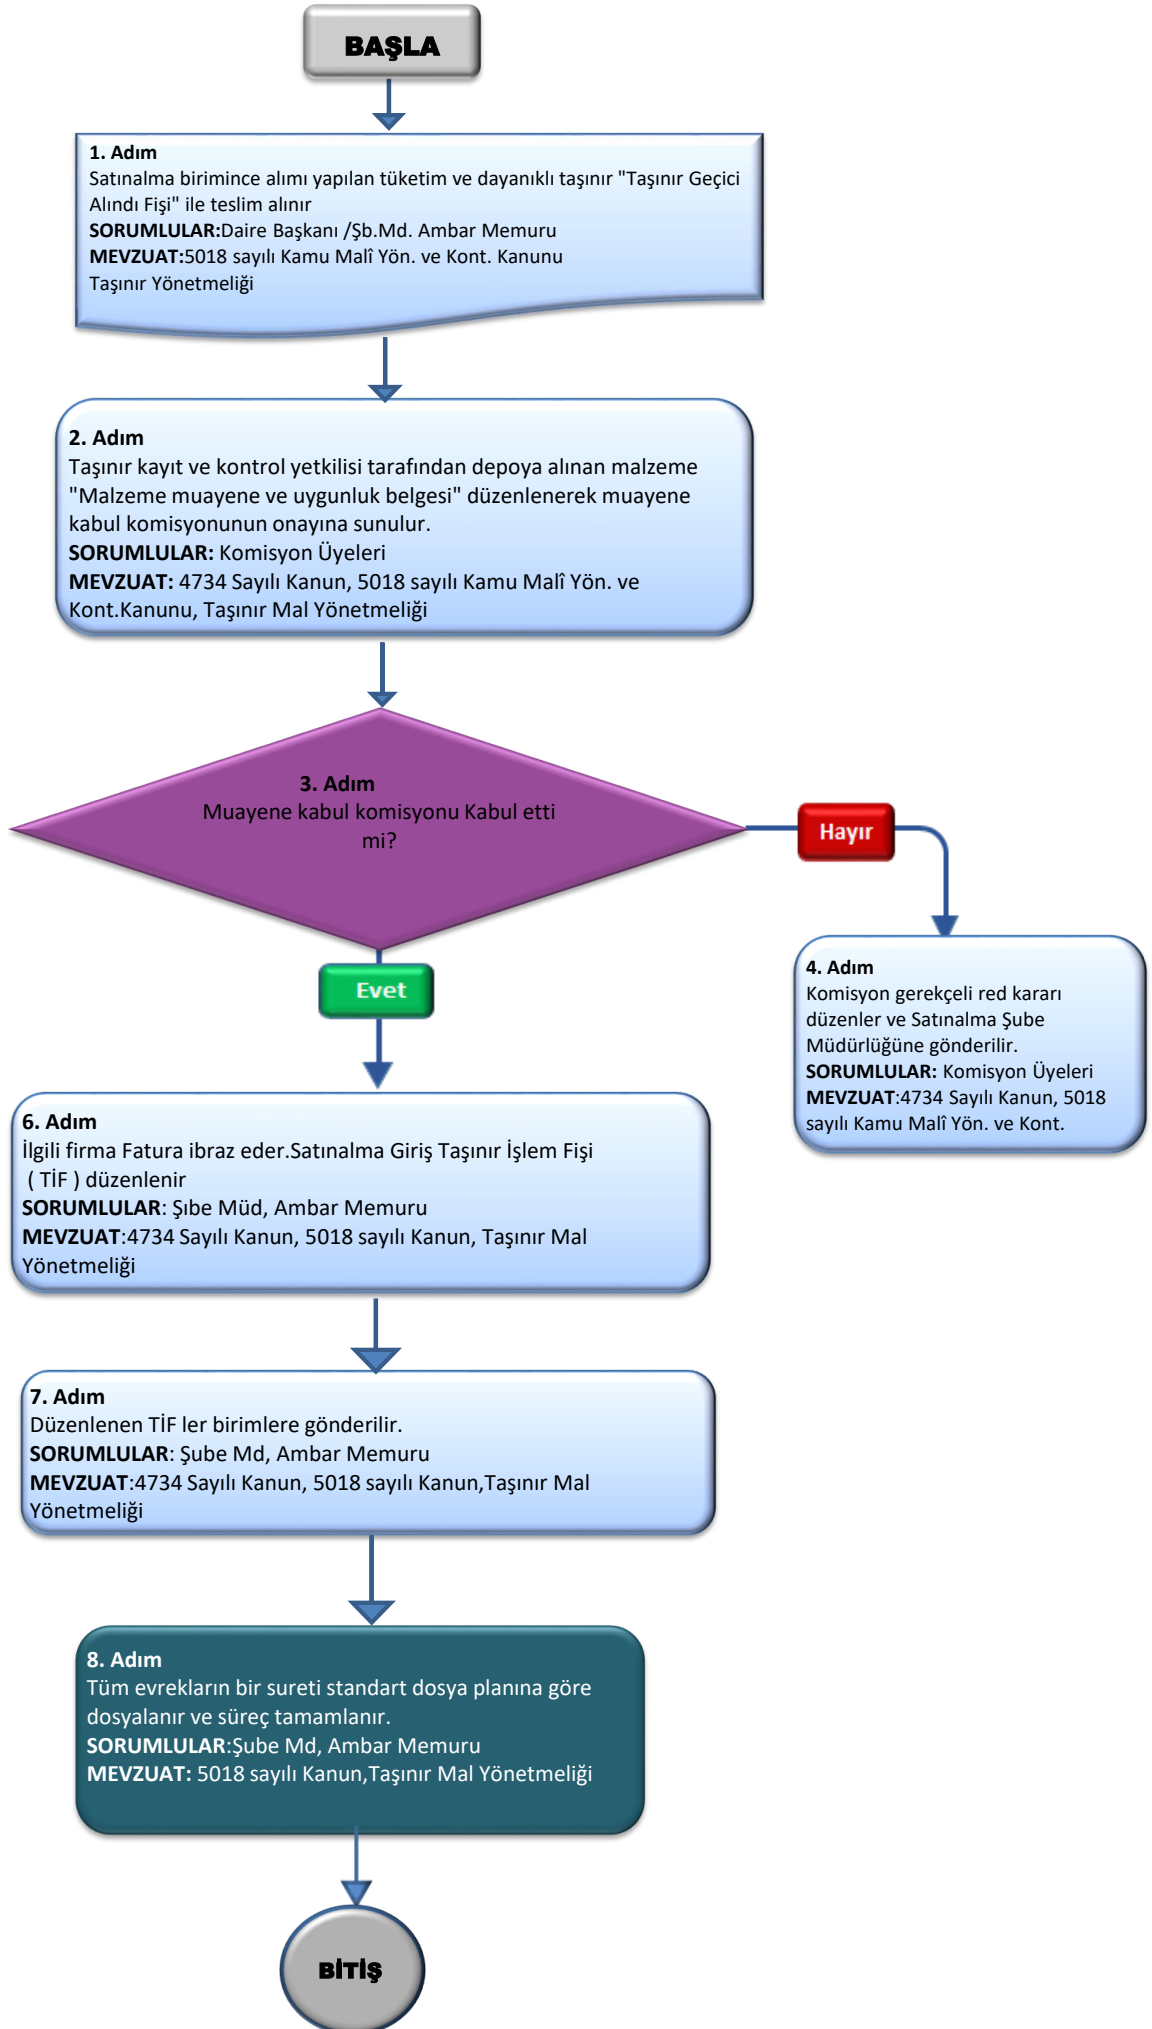 BAŞLA
1. Adım
Satınalma birimince alımı yapılan tüketim ve dayanıklı taşınır "Taşınır Geçici
Alındı Fişi" ile teslim alınır
SORUMLULAR:Daire Başkanı /Şb.Md. Ambar Memuru
MEVZUAT:5018 sayılı Kamu Malî Yön. ve Kont. Kanunu
Taşınır Yönetmeliği
2. Adım
Taşınır kayıt ve kontrol yetkilisi tarafından depoya alınan malzeme
"Malzeme muayene ve uygunluk belgesi" düzenlenerek muayene
kabul komisyonunun onayına sunulur.
SORUMLULAR: Komisyon Üyeleri
MEVZUAT: 4734 Sayılı Kanun, 5018 sayılı Kamu Malî Yön. ve
Kont.Kanunu, Taşınır Mal Yönetmeliği
3. Adım
Muayene kabul komisyonu Kabul etti
mi?
Hayır
Evet
4. Adım
Komisyon gerekçeli red kararı
düzenler ve Satınalma Şube
Müdürlüğüne gönderilir.
SORUMLULAR: Komisyon Üyeleri
MEVZUAT:4734 Sayılı Kanun, 5018
sayılı Kamu Malî Yön. ve Kont.
6. Adım
İlgili firma Fatura ibraz eder.Satınalma Giriş Taşınır İşlem Fişi
( TİF ) düzenlenir
SORUMLULAR: Şıbe Müd, Ambar Memuru
MEVZUAT:4734 Sayılı Kanun, 5018 sayılı Kanun, Taşınır Mal
Yönetmeliği
7. Adım
Düzenlenen TİF ler birimlere gönderilir.
SORUMLULAR: Şube Md, Ambar Memuru
MEVZUAT:4734 Sayılı Kanun, 5018 sayılı Kanun,Taşınır Mal
Yönetmeliği
8. Adım
Tüm evrekların bir sureti standart dosya planına göre
dosyalanır ve süreç tamamlanır.
SORUMLULAR:Şube Md, Ambar Memuru
MEVZUAT: 5018 sayılı Kanun,Taşınır Mal Yönetmeliği
BİTİŞ